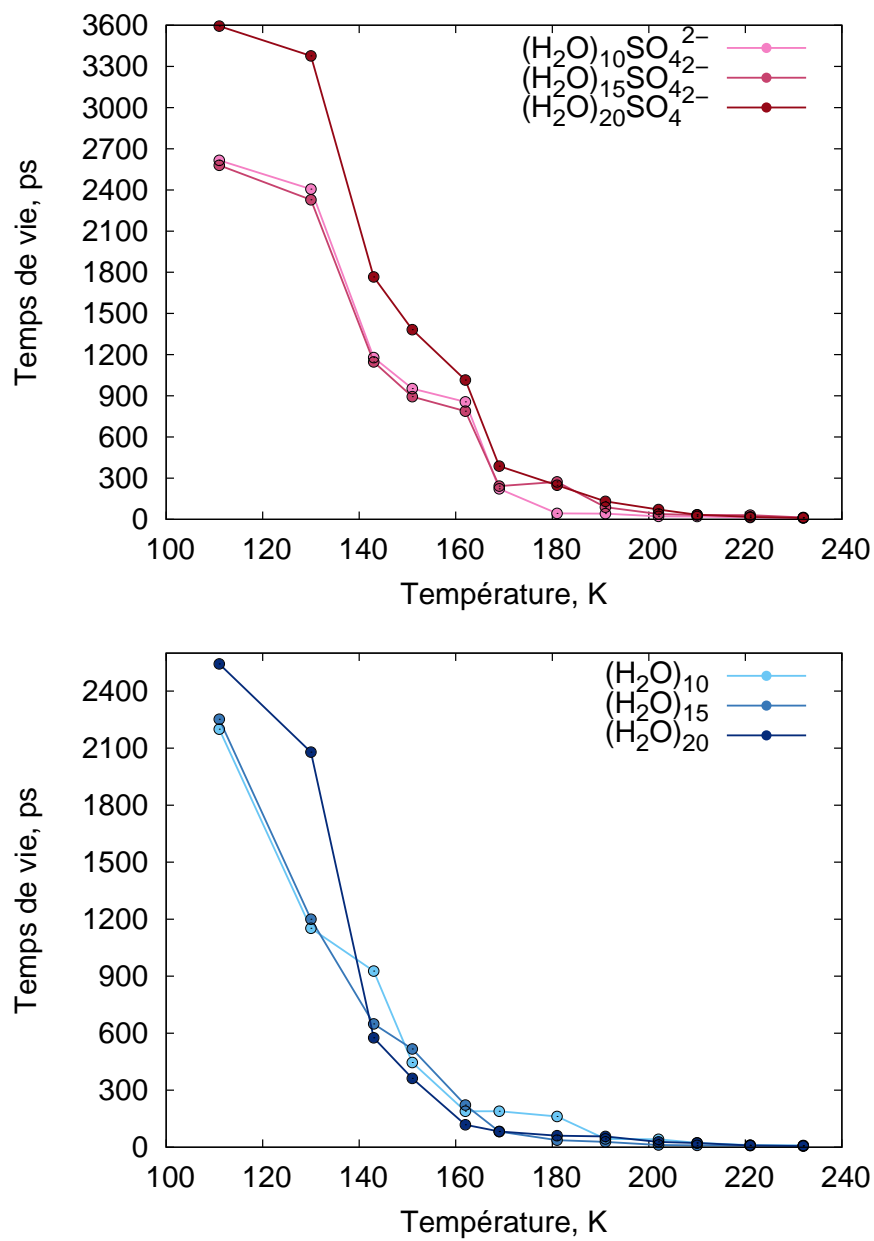 3600
3300
3000
2700
2400
2100
1800
1500
1200
900
600
300
0
Temps de vie, ps
(H₂O)₁₀SO₄²⁻
(H₂O)₁₅SO₄²⁻
(H₂O)₂₀SO₄²⁻
100 120 140 160 180 200 220 240
Température, K
2400
2100
1800
1500
1200
900
600
300
0
Temps de vie, ps
(H₂O)₁₀
(H₂O)₁₅
(H₂O)₂₀
100 120 140 160 180 200 220 240
Température, K